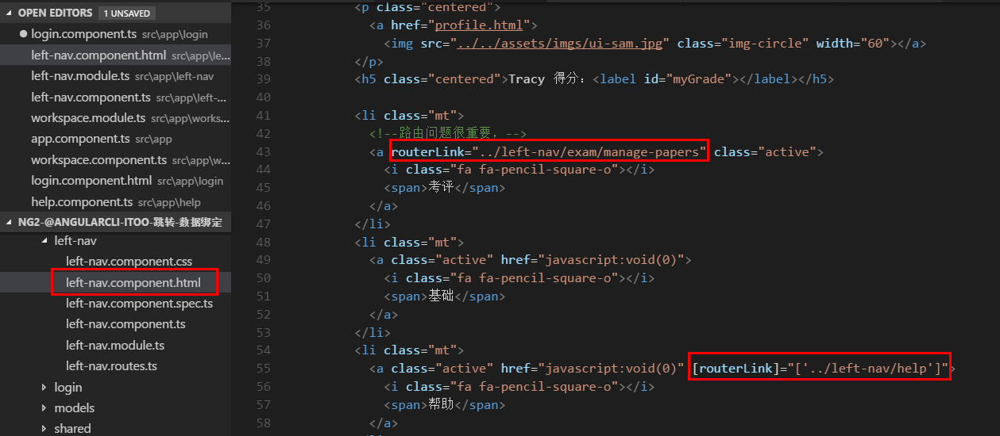 OPEN EDITORS 1 UNSAVED
login.component.ts src\app\login
left-nav.component.html src\app\le...
left-nav.module.ts src\app\left-nav
left-nav.component.ts src\app\left-...
workspace.module.ts src\app\works...
app.component.ts src\app
workspace.component.ts src\app\w...
login.component.html src\app\login
help.component.ts src\app\help
NG2-@ANGULARCLI-ITOO-跳转-数据绑定
left-nav
left-nav.component.css
left-nav.component.html
left-nav.component.spec.ts
left-nav.component.ts
left-nav.module.ts
left-nav.routes.ts
login
models
shared
35 <p class="centered">
36 <a href="profile.html">
37 <img src="../../assets/imgs/ui-sam.jpg" class="img-circle" width="60"></a>
38 </p>
39 <h5 class="centered">Tracy 得分：<label id="myGrade"></label></h5>
40
41 <li class="mt">
42 <!--路由问题很重要，-->
43 <a routerLink="../left-nav/exam/manage-papers" class="active">
44 <i class="fa fa-pencil-square-o"></i>
45 <span>考评</span>
46 </a>
47 </li>
48 <li class="mt">
49 <a class="active" href="javascript:void(0)">
50 <i class="fa fa-pencil-square-o"></i>
51 <span>基础</span>
52 </a>
53 </li>
54 <li class="mt">
55 <a class="active" href="javascript:void(0)" [routerLink]="['../left-nav/help']">
56 <i class="fa fa-pencil-square-o"></i>
57 <span>帮助</span>
58 </a>